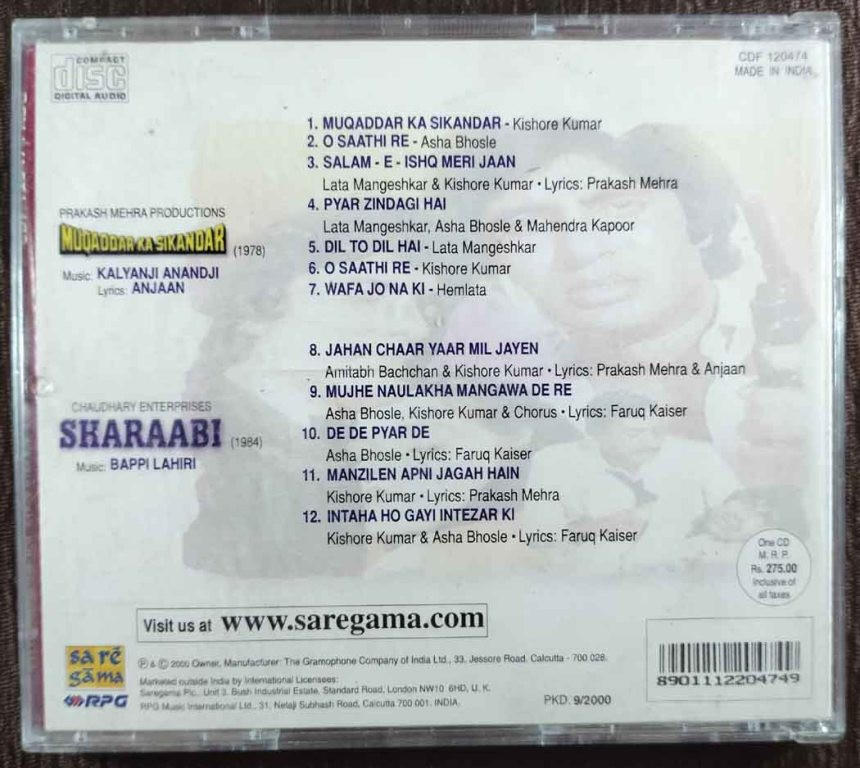 COMPACT
disc
DIGITAL AUDIO
CDF 120474
MADE IN INDIA
1. MUQADDAR KA SIKANDAR - Kishore Kumar
2. O SAATHI RE - Asha Bhosle
3. SALAM - E - ISHQ MERI JAAN
Lata Mangeshkar & Kishore Kumar • Lyrics: Prakash Mehra
4. PYAR ZINDAGI HAI
Lata Mangeshkar, Asha Bhosle & Mahendra Kapoor
5. DIL TO DIL HAI - Lata Mangeshkar
6. O SAATHI RE - Kishore Kumar
7. WAFA JO NA KI - Hemlata
PRAKASH MEHRA PRODUCTIONS
MUQADDAR KA SIKANDAR (1978)
Music: KALYANJI ANANDJI
Lyrics: ANJAAN
8. JAHAN CHAAR YAAR MIL JAYEN
Amitabh Bachchan & Kishore Kumar • Lyrics: Prakash Mehra & Anjaan
9. MUJHE NAULAKHA MANGAWA DE RE
Asha Bhosle, Kishore Kumar & Chorus • Lyrics: Faruq Kaiser
10. DE DE PYAR DE
Asha Bhosle • Lyrics: Faruq Kaiser
11. MANZILEN APNI JAGAH HAIN
Kishore Kumar • Lyrics: Prakash Mehra
12. INTAHA HO GAYI INTEZAR KI
Kishore Kumar & Asha Bhosle • Lyrics: Faruq Kaiser
CHAUDHARY ENTERPRISES
SHARAABI (1984)
Music: BAPPI LAHIRI
One CD
M. R. P.
Rs. 275.00
Inclusive of
all taxes
Visit us at www.saregama.com
sa rē
gama
RPG
℗ & © 2000 Owner, Manufacturer: The Gramophone Company of India Ltd., 33, Jessore Road, Calcutta - 700 028.
Marketed outside India by International Licensees:
Saregama Plc., Unit 3, Bush Industrial Estate, Standard Road, London NW10 6HD, U. K.
RPG Music International Ltd., 31, Netaji Subhash Road, Calcutta 700 001. INDIA.
PKD. 9/2000
8901112204749